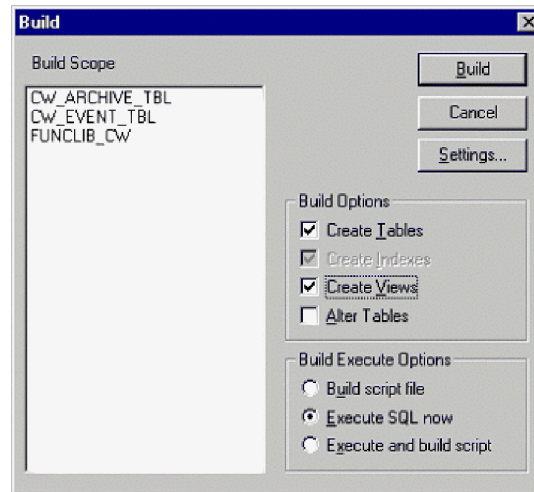 Build
Build Scope
CW_ARCHIVE_TBL
CW_EVENT_TBL
FUNCLIB_CW
Build
Cancel
Settings...
Build Options
Create Tables
Create Indexes
Create Views
Alter Tables
Build Execute Options
Build script file
Execute SQL now
Execute and build script